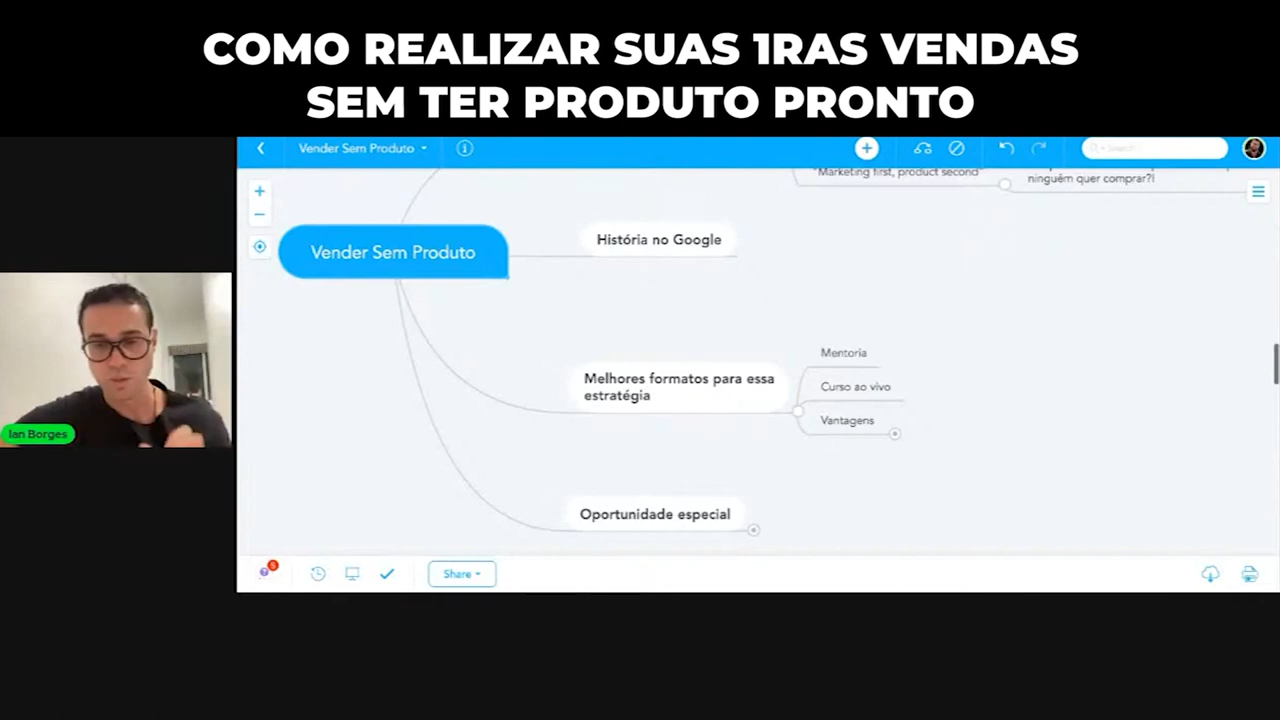 COMO REALIZAR SUAS 1RAS VENDAS
SEM TER PRODUTO PRONTO
Vender Sem Produto
Search
"Marketing first, product second"
ninguém quer comprar?!
Vender Sem Produto
História no Google
Melhores formatos para essa
estratégia
Mentoria
Curso ao vivo
Vantagens
Oportunidade especial
Ian Borges
Share